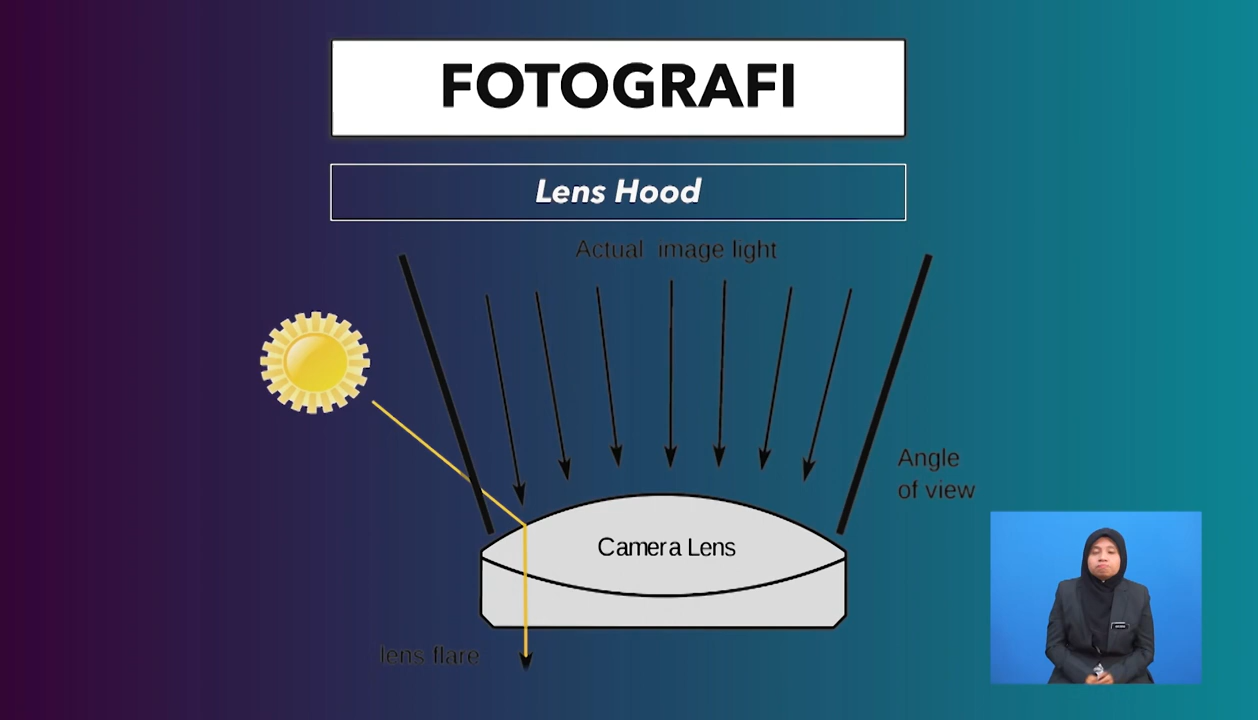 FOTOGRAFI
Lens Hood
Actual image light
Angle
of view
Camera Lens
lens flare